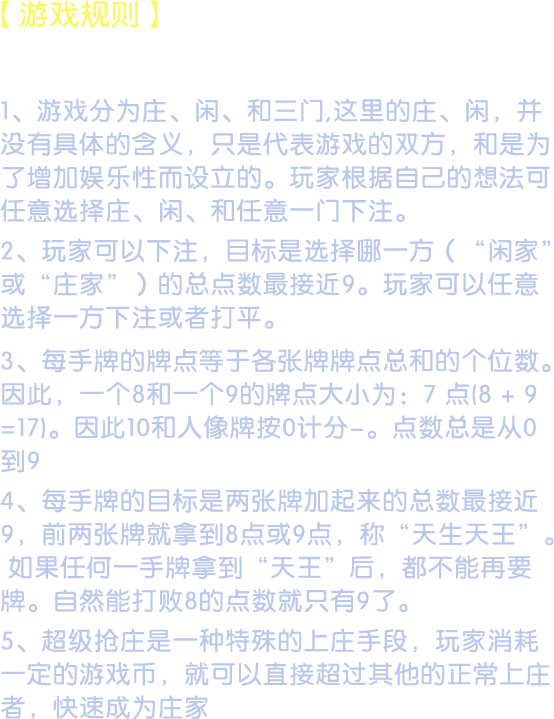 【游戏规则】
1、游戏分为庄、闲、和三门,这里的庄、闲，并
没有具体的含义，只是代表游戏的双方，和是为
了增加娱乐性而设立的。玩家根据自己的想法可
任意选择庄、闲、和任意一门下注。
2、玩家可以下注，目标是选择哪一方（“闲家”
或“庄家”）的总点数最接近9。玩家可以任意
选择一方下注或者打平。
3、每手牌的牌点等于各张牌牌点总和的个位数。
因此，一个8和一个9的牌点大小为：7 点(8 + 9
=17)。因此10和人像牌按0计分-。点数总是从0
到9
4、每手牌的目标是两张牌加起来的总数最接近
9，前两张牌就拿到8点或9点，称“天生天王”。
如果任何一手牌拿到“天王”后，都不能再要
牌。自然能打败8的点数就只有9了。
5、超级抢庄是一种特殊的上庄手段，玩家消耗
一定的游戏币，就可以直接超过其他的正常上庄
者，快速成为庄家